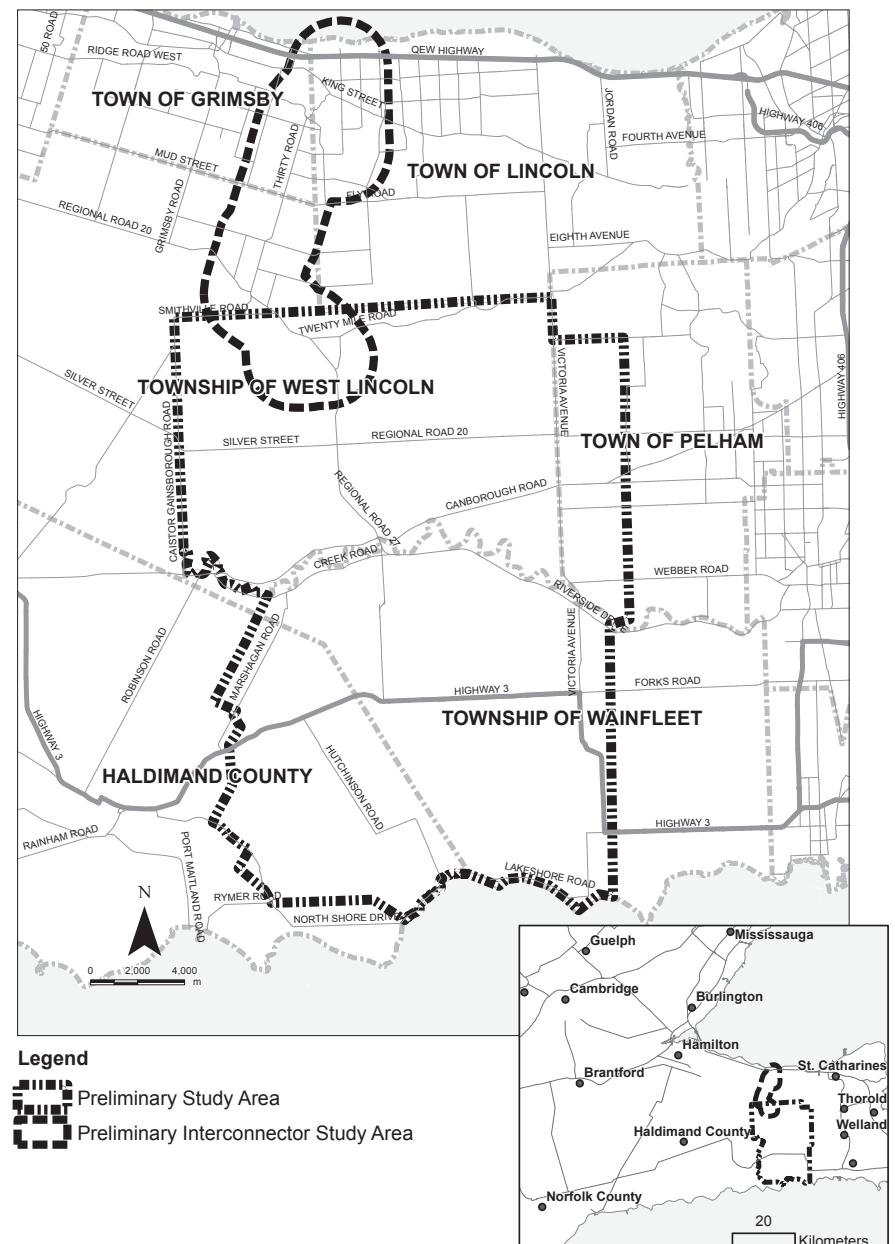 50 ROAD
RIDGE ROAD WEST
QEW HIGHWAY
KING STREET
TOWN OF GRIMSBY
JORDAN ROAD
HIGHWAY 406
FOURTH AVENUE
THIRTY ROAD
MUD STREET
TOWN OF LINCOLN
FLY ROAD
GRIMSBY ROAD
REGIONAL ROAD 20
EIGHTH AVENUE
SMITHVILLE ROAD
TWENTY MILE ROAD
VICTORIA AVENUE
HIGHWAY 406
SILVER STREET
TOWNSHIP OF WEST LINCOLN
CAISTOR GAINSBOROUGH ROAD
SILVER STREET
REGIONAL ROAD 20
TOWN OF PELHAM
REGIONAL ROAD 27
CANBOROUGH ROAD
CREEK ROAD
WEBBER ROAD
RIVERSIDE DRIVE
ROBINSON ROAD
MARSHAGAN ROAD
VICTORIA AVENUE
HIGHWAY 3
FORKS ROAD
TOWNSHIP OF WAINFLEET
HIGHWAY 3
HALDIMAND COUNTY
HUTCHINSON ROAD
RAINHAM ROAD
HIGHWAY 3
PORT MAITLAND ROAD
LAKESHORE ROAD
RYMER ROAD
NORTH SHORE DRIVE
N
0 2,000 4,000
m
Guelph
Mississauga
Cambridge
Burlington
Hamilton
Brantford
St. Catharines
Thorold
Haldimand County
Welland
Norfolk County
20
Kilometers
Legend
Preliminary Study Area
Preliminary Interconnector Study Area